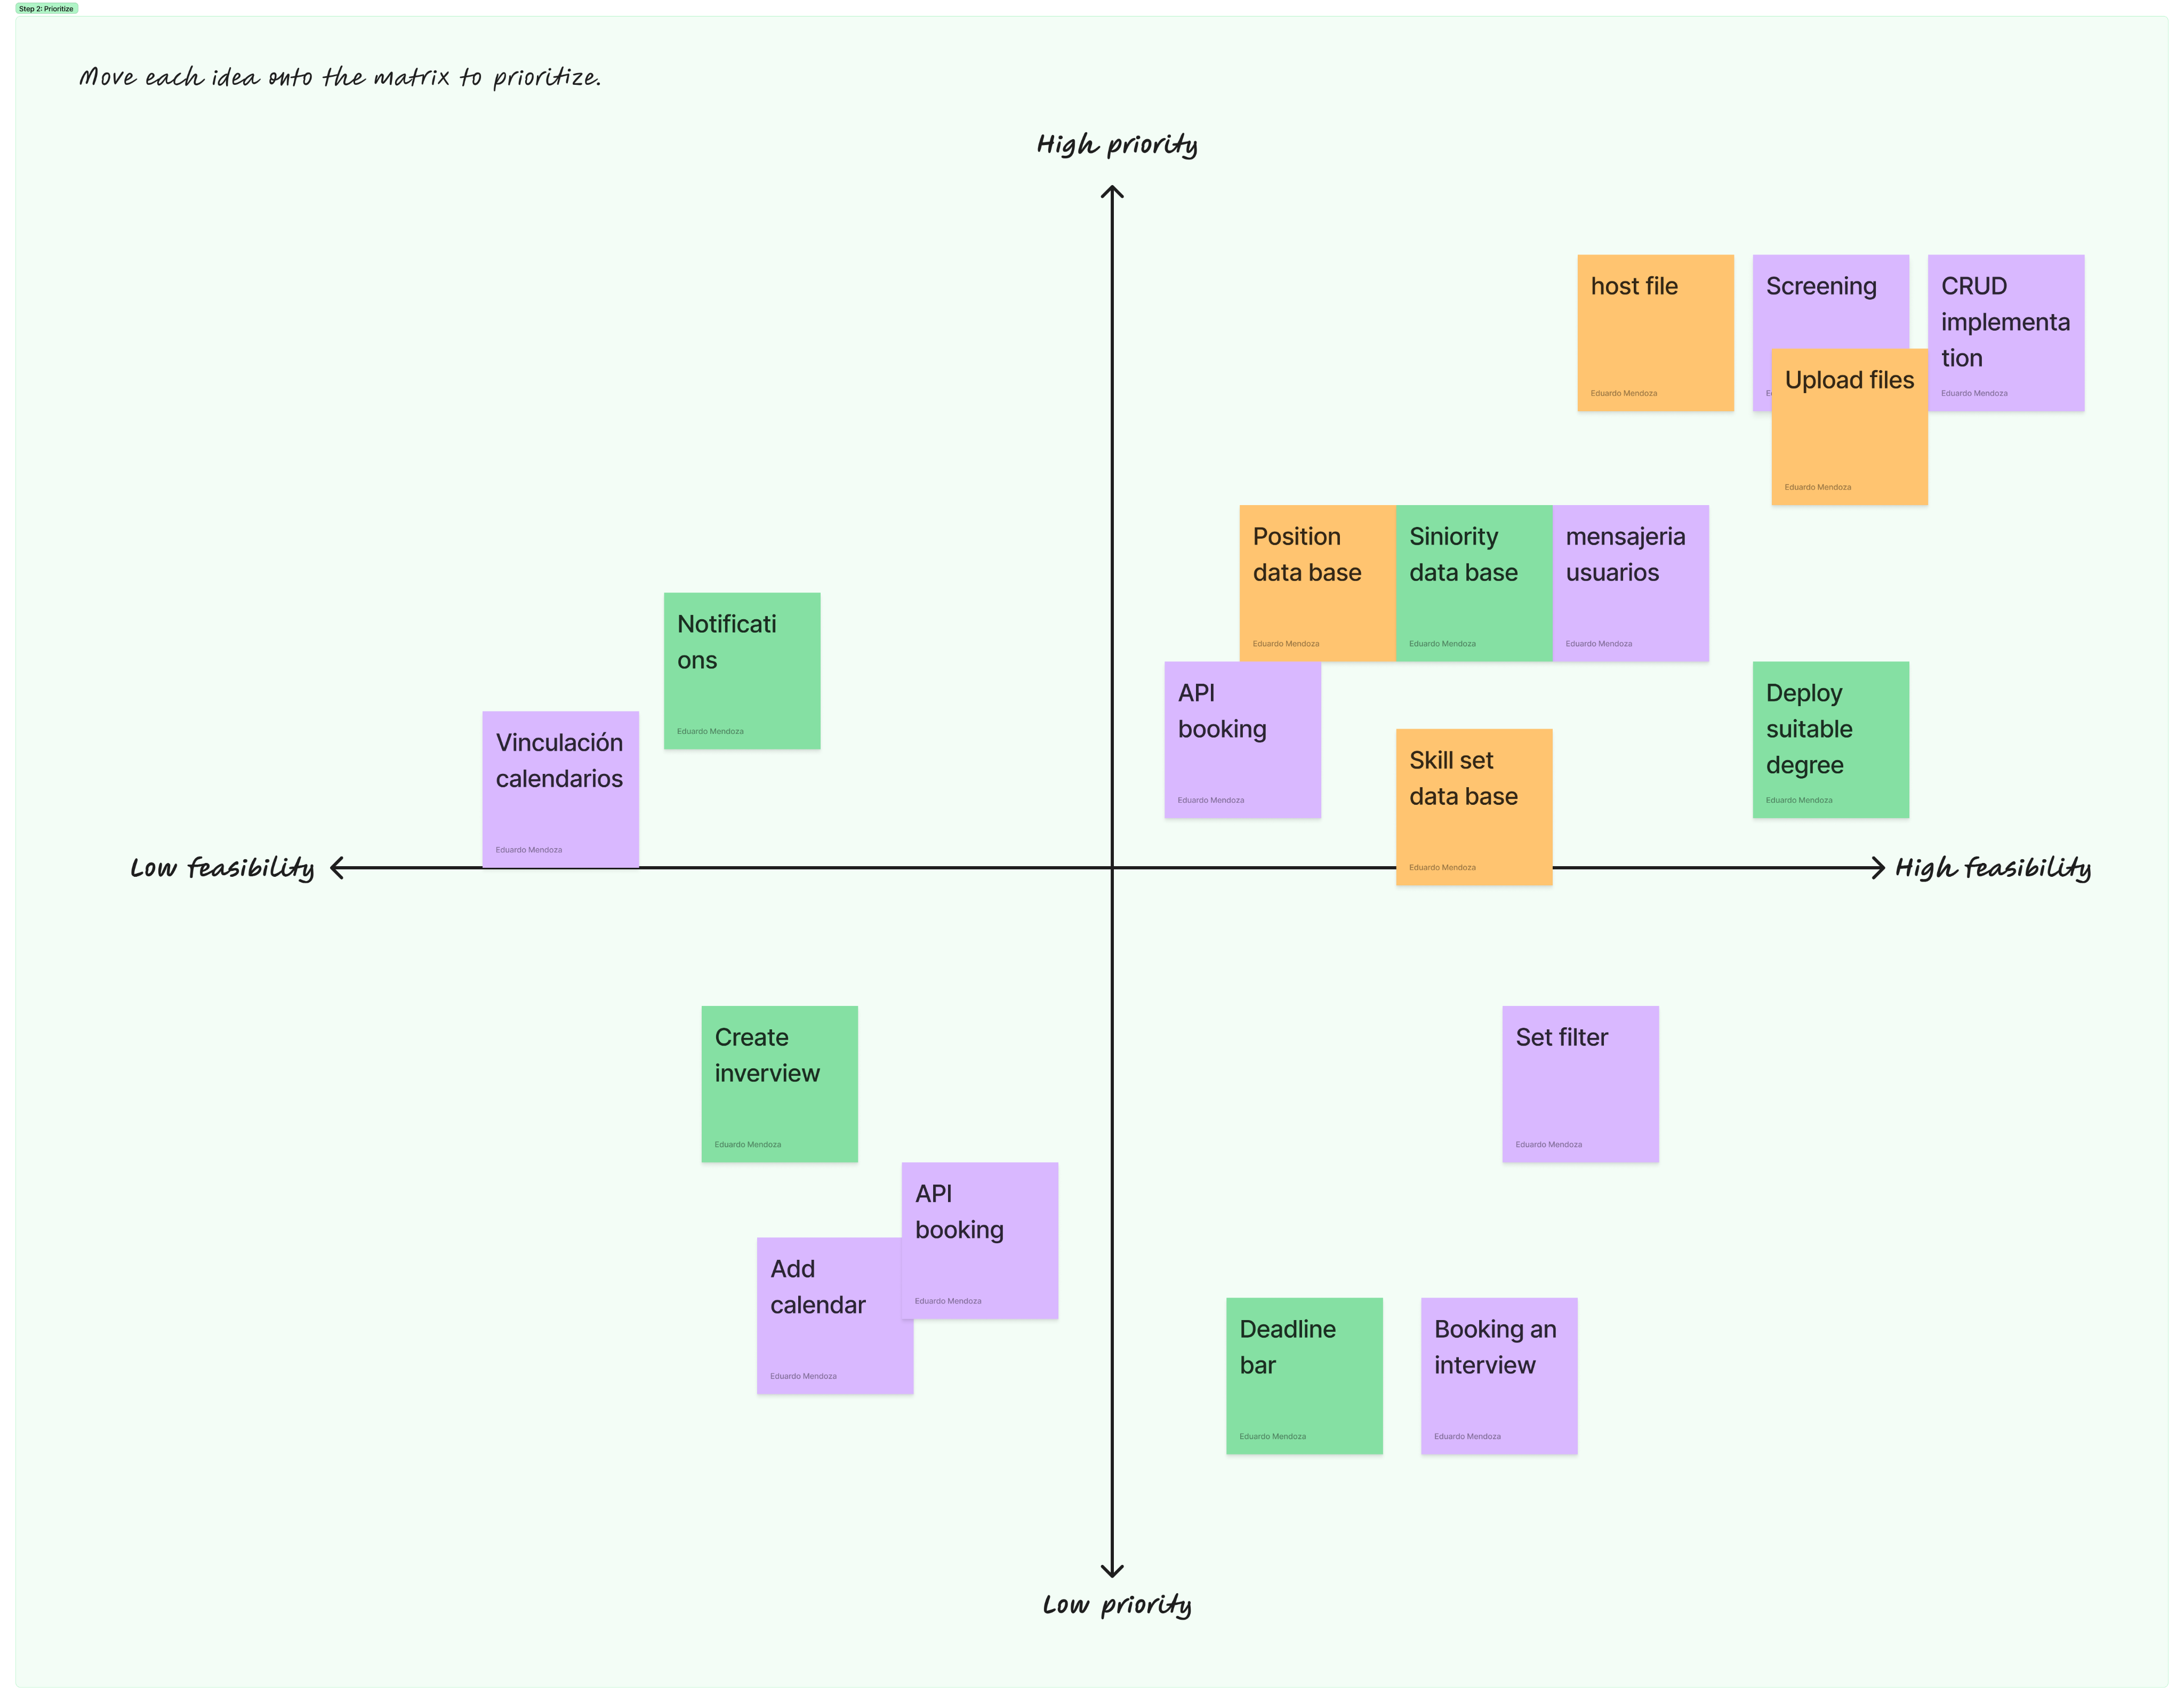 Step 2: Prioritize
Move each idea onto the matrix to prioritize.
High priority
host file
Eduardo Mendoza
Screening
CRUD
implementa
tion
Eduardo Mendoza
Upload files
Eduardo Mendoza
Position
data base
Eduardo Mendoza
Siniority
data base
Eduardo Mendoza
mensajeria
usuarios
Eduardo Mendoza
Notificati
ons
Eduardo Mendoza
API
booking
Eduardo Mendoza
Deploy
suitable
degree
Eduardo Mendoza
Vinculación
calendarios
Eduardo Mendoza
Skill set
data base
Eduardo Mendoza
Low feasibility
High feasibility
Create
inverview
Eduardo Mendoza
Set filter
Eduardo Mendoza
API
booking
Eduardo Mendoza
Add
calendar
Eduardo Mendoza
Deadline
bar
Eduardo Mendoza
Booking an
interview
Eduardo Mendoza
Low priority